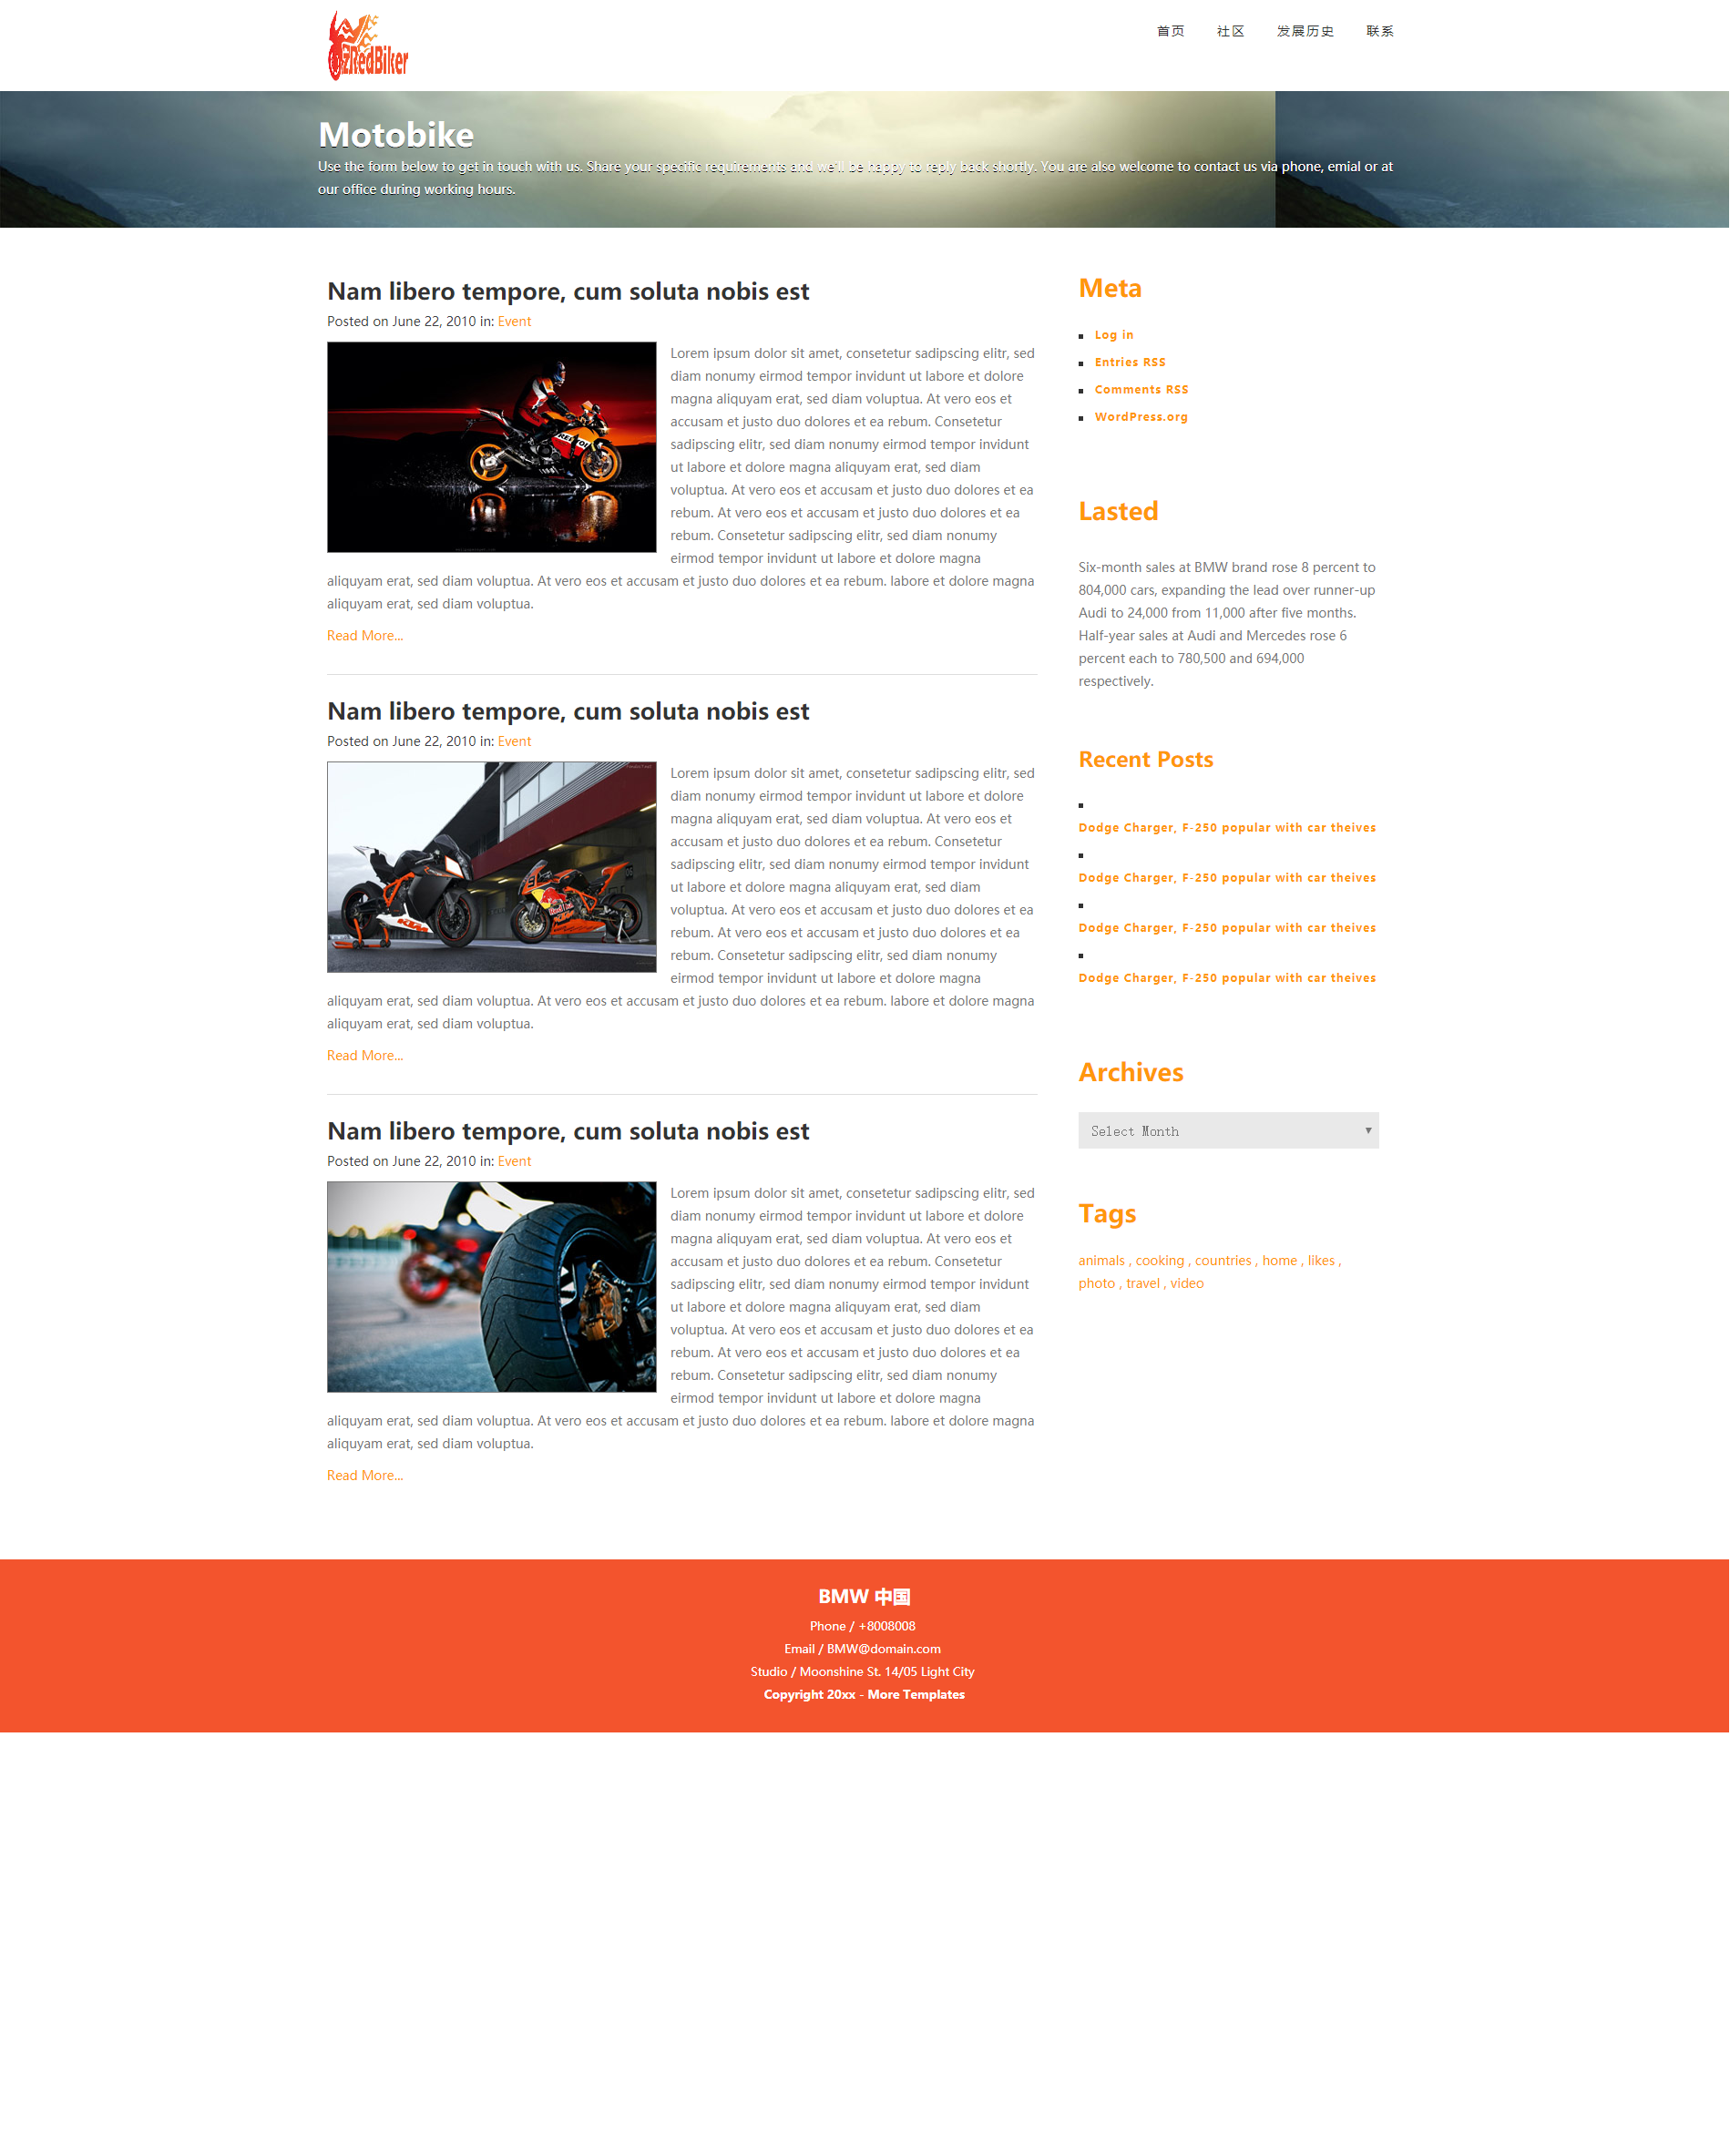 zRedBiker
首页 社区 发展历史 联系
Motobike
Use the form below to get in touch with us. Share your specific requirements and we'll be happy to reply back shortly. You are also welcome to contact us via phone, emial or at
our office during working hours.
Nam libero tempore, cum soluta nobis est
Posted on June 22, 2010 in: Event
REPSOL
Lorem ipsum dolor sit amet, consetetur sadipscing elitr, sed
diam nonumy eirmod tempor invidunt ut labore et dolore
magna aliquyam erat, sed diam voluptua. At vero eos et
accusam et justo duo dolores et ea rebum. Consetetur
sadipscing elitr, sed diam nonumy eirmod tempor invidunt
ut labore et dolore magna aliquyam erat, sed diam
voluptua. At vero eos et accusam et justo duo dolores et ea
rebum. At vero eos et accusam et justo duo dolores et ea
rebum. Consetetur sadipscing elitr, sed diam nonumy
eirmod tempor invidunt ut labore et dolore magna
aliquyam erat, sed diam voluptua. At vero eos et accusam et justo duo dolores et ea rebum. labore et dolore magna
aliquyam erat, sed diam voluptua.
Read More...
Nam libero tempore, cum soluta nobis est
Posted on June 22, 2010 in: Event
KTM
Red Bull
Lorem ipsum dolor sit amet, consetetur sadipscing elitr, sed
diam nonumy eirmod tempor invidunt ut labore et dolore
magna aliquyam erat, sed diam voluptua. At vero eos et
accusam et justo duo dolores et ea rebum. Consetetur
sadipscing elitr, sed diam nonumy eirmod tempor invidunt
ut labore et dolore magna aliquyam erat, sed diam
voluptua. At vero eos et accusam et justo duo dolores et ea
rebum. At vero eos et accusam et justo duo dolores et ea
rebum. Consetetur sadipscing elitr, sed diam nonumy
eirmod tempor invidunt ut labore et dolore magna
aliquyam erat, sed diam voluptua. At vero eos et accusam et justo duo dolores et ea rebum. labore et dolore magna
aliquyam erat, sed diam voluptua.
Read More...
Nam libero tempore, cum soluta nobis est
Posted on June 22, 2010 in: Event
Lorem ipsum dolor sit amet, consetetur sadipscing elitr, sed
diam nonumy eirmod tempor invidunt ut labore et dolore
magna aliquyam erat, sed diam voluptua. At vero eos et
accusam et justo duo dolores et ea rebum. Consetetur
sadipscing elitr, sed diam nonumy eirmod tempor invidunt
ut labore et dolore magna aliquyam erat, sed diam
voluptua. At vero eos et accusam et justo duo dolores et ea
rebum. At vero eos et accusam et justo duo dolores et ea
rebum. Consetetur sadipscing elitr, sed diam nonumy
eirmod tempor invidunt ut labore et dolore magna
aliquyam erat, sed diam voluptua. At vero eos et accusam et justo duo dolores et ea rebum. labore et dolore magna
aliquyam erat, sed diam voluptua.
Read More...
Meta
Log in
Entries RSS
Comments RSS
WordPress.org
Lasted
Six-month sales at BMW brand rose 8 percent to
804,000 cars, expanding the lead over runner-up
Audi to 24,000 from 11,000 after five months.
Half-year sales at Audi and Mercedes rose 6
percent each to 780,500 and 694,000
respectively.
Recent Posts
Dodge Charger, F-250 popular with car theives
Dodge Charger, F-250 popular with car theives
Dodge Charger, F-250 popular with car theives
Dodge Charger, F-250 popular with car theives
Archives
Select Month
Tags
animals , cooking , countries , home , likes ,
photo , travel , video
BMW 中国
Phone / +8008008
Email / BMW@domain.com
Studio / Moonshine St. 14/05 Light City
Copyright 20xx - More Templates